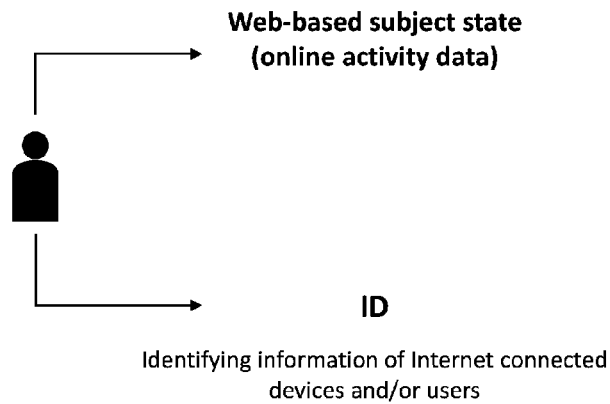 Web-based subject state
(online activity data)
ID
Identifying information of Internet connected
devices and/or users